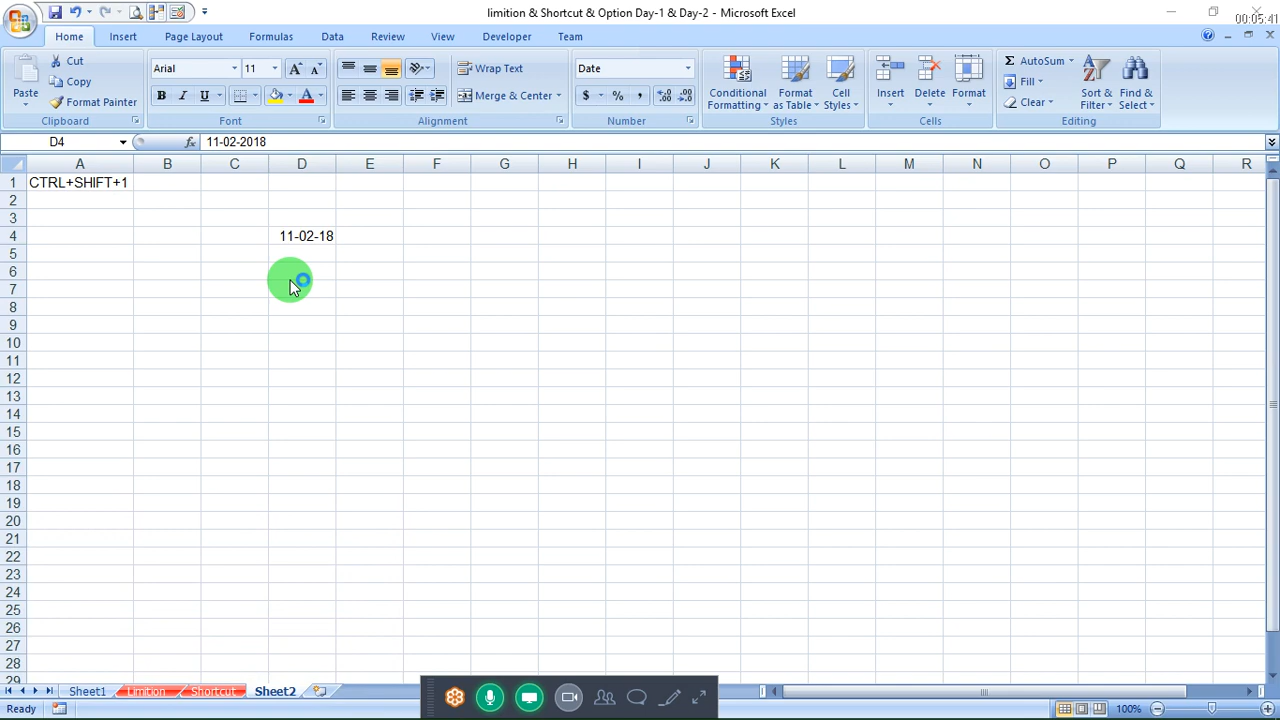 limition & Shortcut & Option Day-1 & Day-2 - Microsoft Excel
00:05:41
Home Insert Page Layout Formulas Data Review View Developer Team
Paste
Cut
Copy
Format Painter
Clipboard
Arial 11
B I U
Font
Wrap Text
Merge & Center
Alignment
Date
$ % ,
Number
Conditional Formatting
Format as Table
Cell Styles
Styles
Insert Delete Format
Cells
AutoSum
Fill
Clear
Sort & Filter
Find & Select
Editing
D4 fx 11-02-2018
A B C D E F G H I J K L M N O P Q R
1 CTRL+SHIFT+1
2
3
4 11-02-18
5
6
7
8
9
10
11
12
13
14
15
16
17
18
19
20
21
22
23
24
25
26
27
28
29
Sheet1 Limition Shortcut Sheet2
Ready 100%